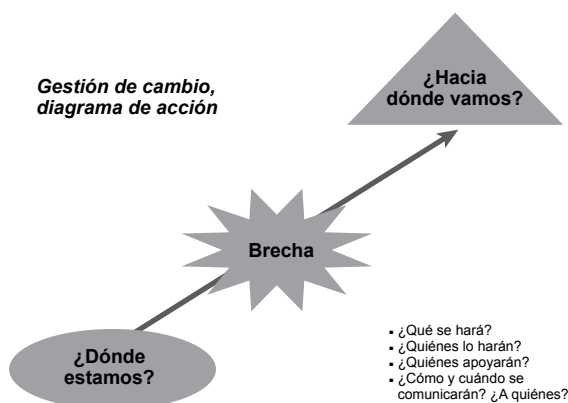 Gestión de cambio,
diagrama de acción
¿Hacia
dónde vamos?
Brecha
¿Dónde
estamos?
▪ ¿Qué se hará?
▪ ¿Quiénes lo harán?
▪ ¿Quiénes apoyarán?
▪ ¿Cómo y cuándo se
comunicarán? ¿A quiénes?